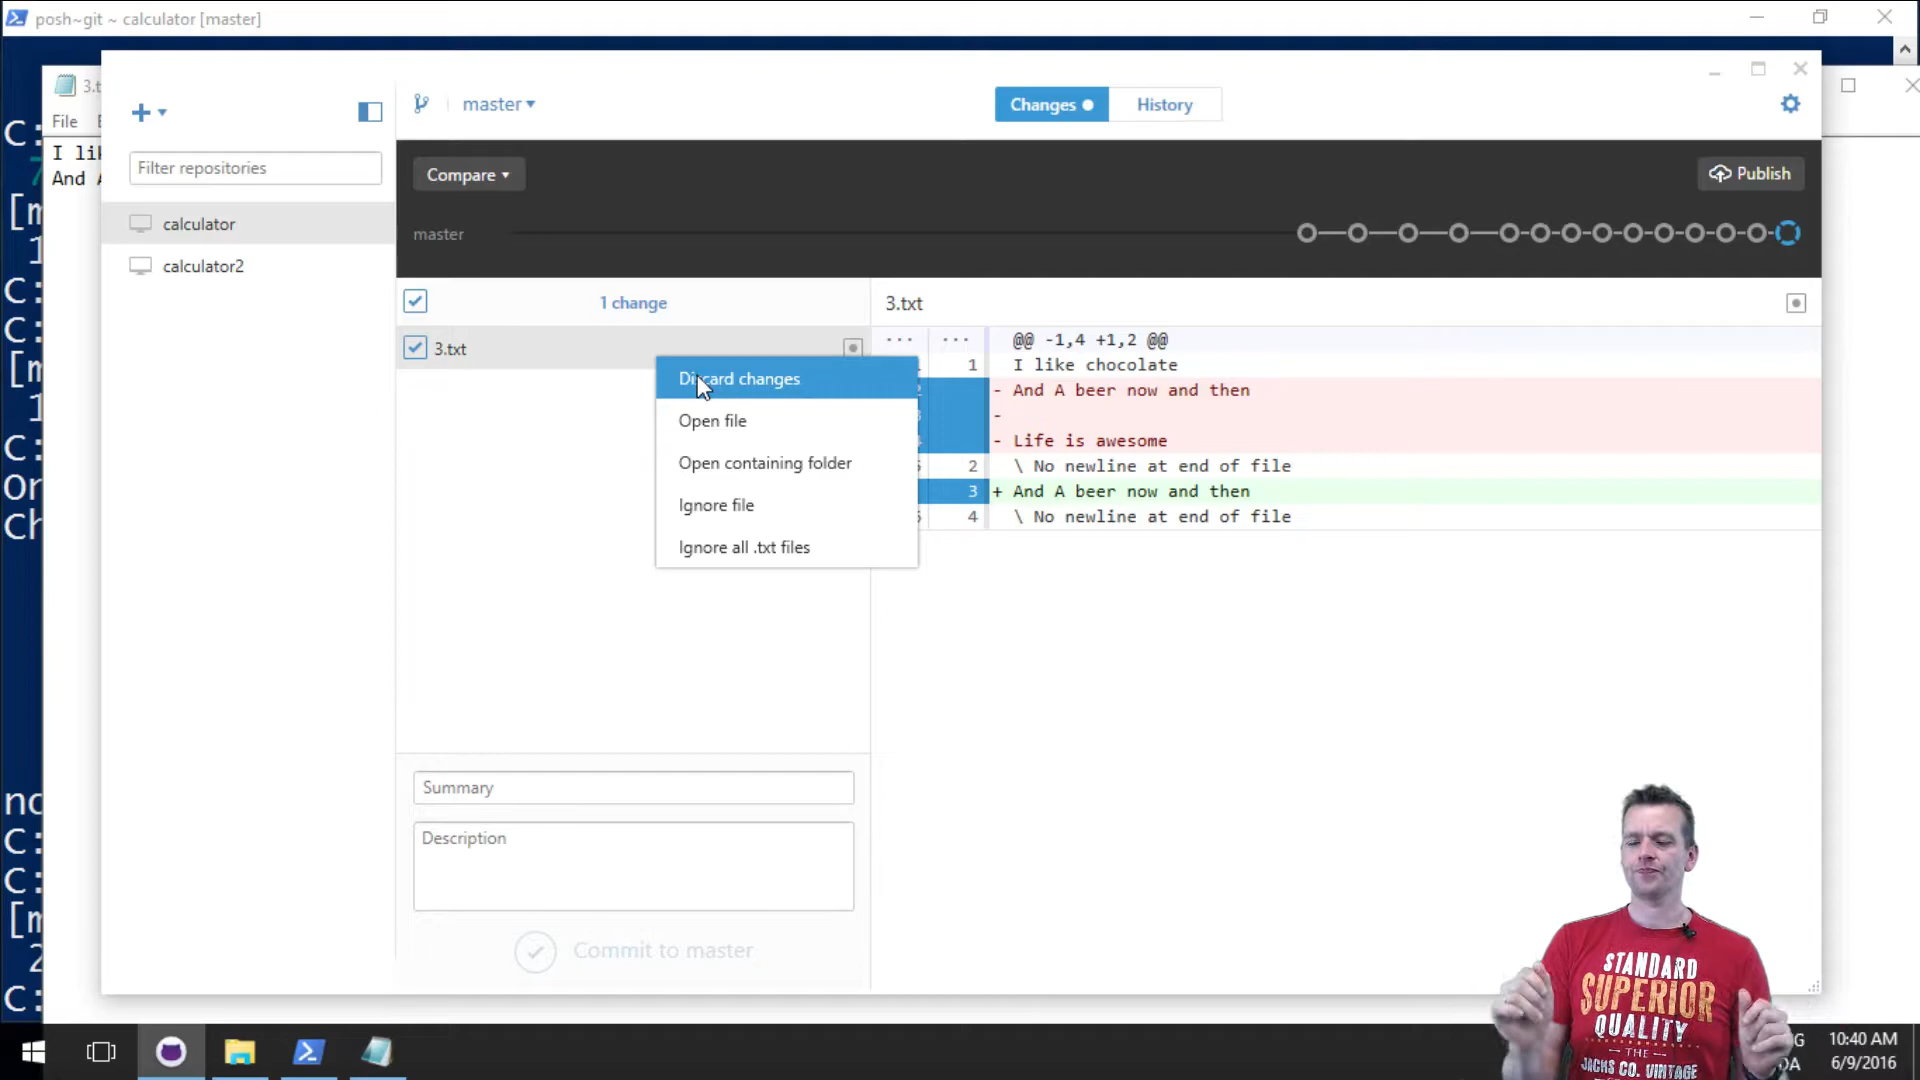 posh~git ~ calculator [master]
3.t
File
I li
And
master
Changes
History
Filter repositories
Compare
Publish
calculator
master
calculator2
1 change
3.txt
3.txt
@@ -1,4 +1,2 @@
1 I like chocolate
Discard changes
- And A beer now and then
-
Open file
- Life is awesome
Open containing folder
2 \ No newline at end of file
Ignore file
3 + And A beer now and then
4 \ No newline at end of file
Ignore all .txt files
Summary
Description
Commit to master
STANDARD
SUPERIOR
QUALITY
THE
JACKS CO. VINTAGE
10:40 AM
6/9/2016